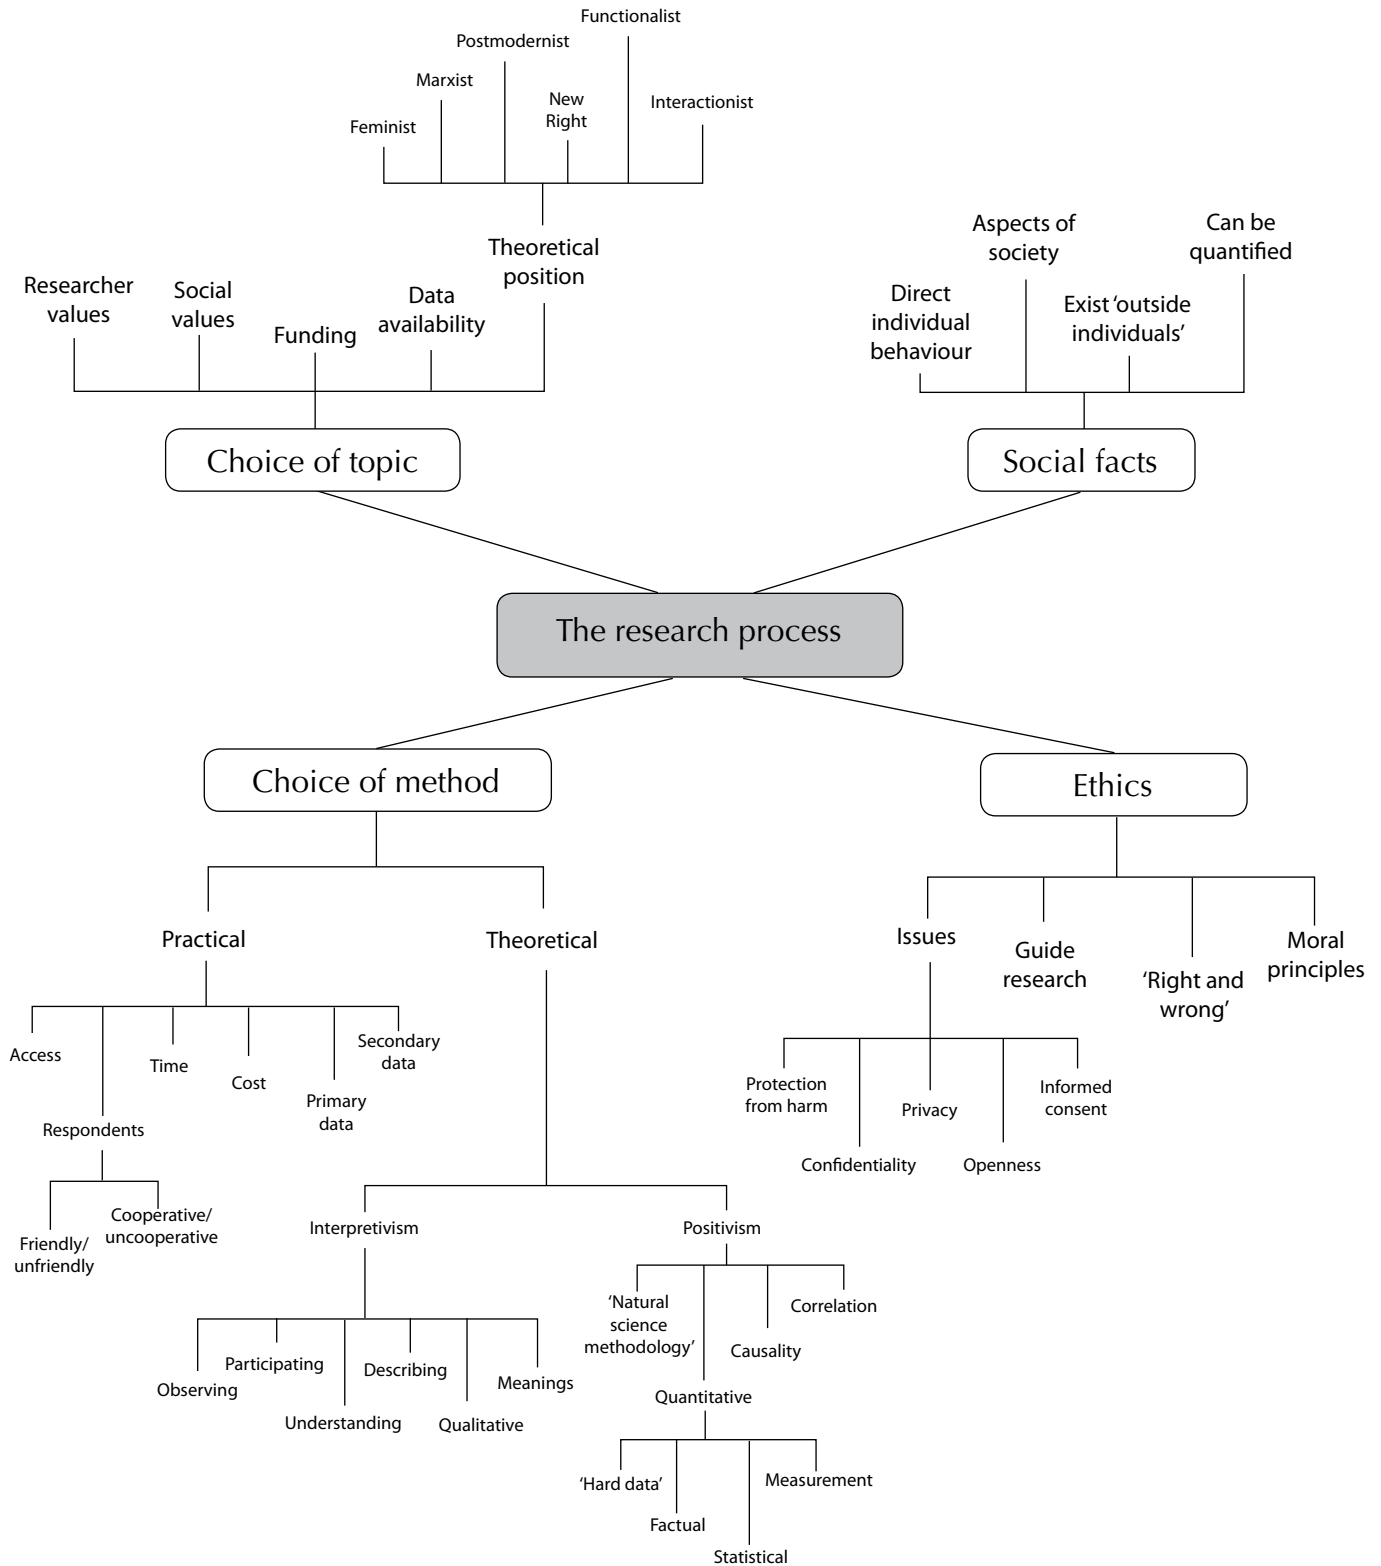 Functionalist
Postmodernist
Marxist
New
Right
Interactionist
Feminist
Theoretical
position
Researcher
values
Social
values
Funding
Data
availability
Choice of topic
Aspects of
society
Can be
quantified
Direct
individual
behaviour
Exist ‘outside
individuals’
Social facts
The research process
Choice of method
Practical
Theoretical
Access
Respondents
Time
Cost
Primary
data
Secondary
data
Friendly/
unfriendly
Cooperative/
uncooperative
Interpretivism
Positivism
Observing
Participating
Understanding
Describing
Qualitative
Meanings
‘Natural
science
methodology’
Quantitative
Causality
Correlation
‘Hard data’
Factual
Statistical
Measurement
Ethics
Issues
Guide
research
‘Right and
wrong’
Moral
principles
Protection
from harm
Confidentiality
Privacy
Openness
Informed
consent